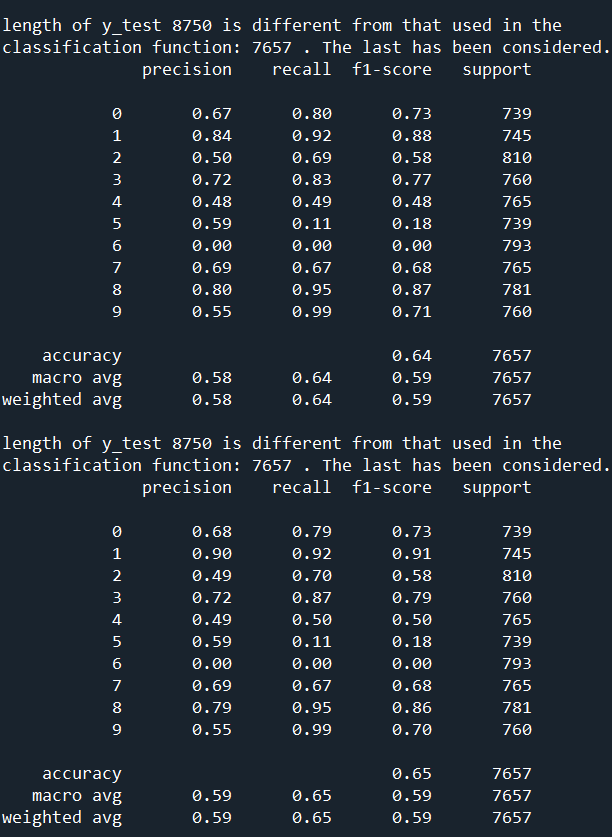 length of y_test 8750 is different from that used in the
classification function: 7657 . The last has been considered.
precision recall f1-score support
0 0.67 0.80 0.73 739
1 0.84 0.92 0.88 745
2 0.50 0.69 0.58 810
3 0.72 0.83 0.77 760
4 0.48 0.49 0.48 765
5 0.59 0.11 0.18 739
6 0.00 0.00 0.00 793
7 0.69 0.67 0.68 765
8 0.80 0.95 0.87 781
9 0.55 0.99 0.71 760
accuracy 0.64 7657
macro avg 0.58 0.64 0.59 7657
weighted avg 0.58 0.64 0.59 7657
length of y_test 8750 is different from that used in the
classification function: 7657 . The last has been considered.
precision recall f1-score support
0 0.68 0.79 0.73 739
1 0.90 0.92 0.91 745
2 0.49 0.70 0.58 810
3 0.72 0.87 0.79 760
4 0.49 0.50 0.50 765
5 0.59 0.11 0.18 739
6 0.00 0.00 0.00 793
7 0.69 0.67 0.68 765
8 0.79 0.95 0.86 781
9 0.55 0.99 0.70 760
accuracy 0.65 7657
macro avg 0.59 0.65 0.59 7657
weighted avg 0.59 0.65 0.59 7657